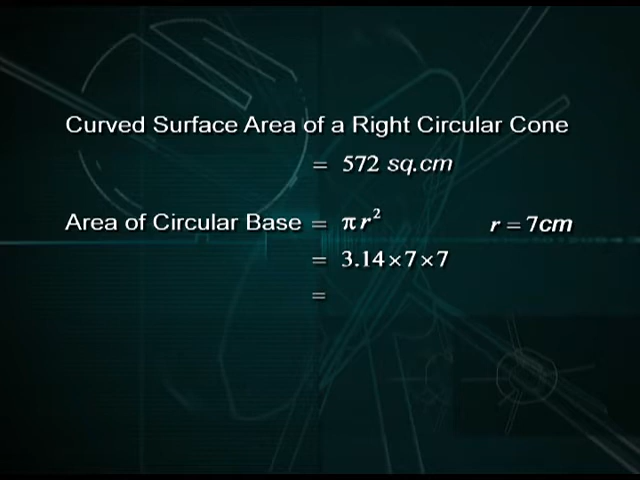 Curved Surface Area of a Right Circular Cone
= 572 sq.cm
Area of Circular Base = πr² r = 7cm
= 3.14×7×7
=